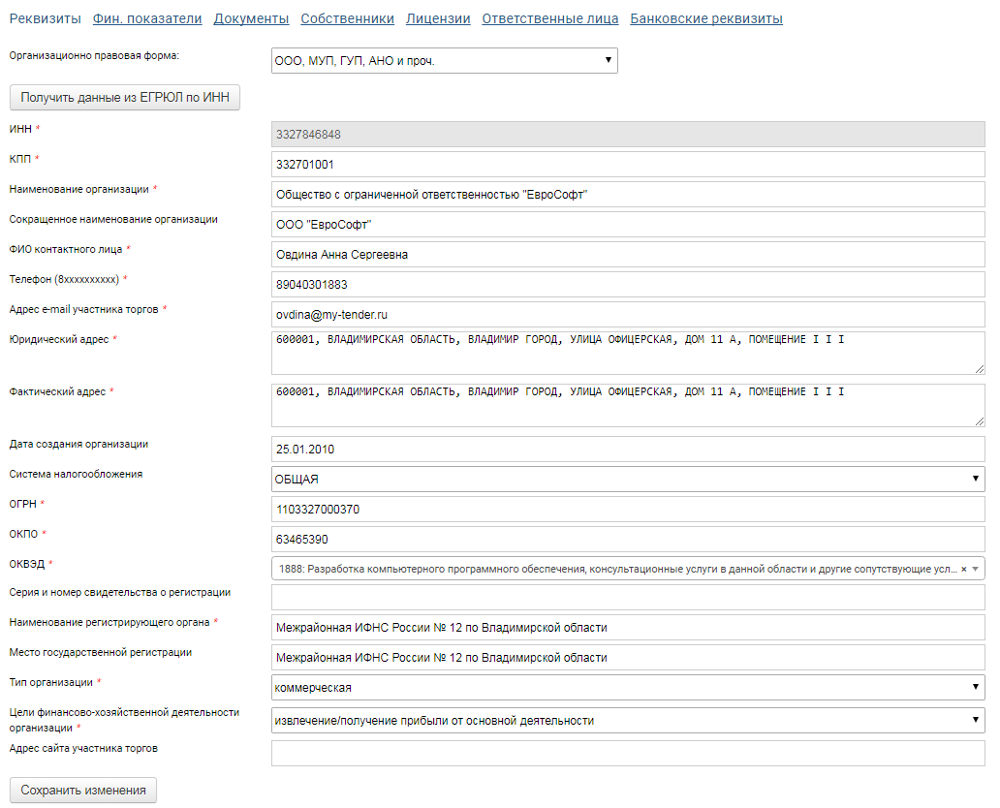 Реквизиты Фин. показатели Документы Собственники Лицензии Ответственные лица Банковские реквизиты
Организационно правовая форма: ООО, МУП, ГУП, АНО и проч.
Получить данные из ЕГРЮЛ по ИНН
ИНН * 3327846848
КПП * 332701001
Наименование организации * Общество с ограниченной ответственностью "ЕвроСофт"
Сокращенное наименование организации ООО "ЕвроСофт"
ФИО контактного лица * Овдина Анна Сергеевна
Телефон (8xxxxxxxxxx) * 89040301883
Адрес e-mail участника торгов * ovdina@my-tender.ru
Юридический адрес * 600001, ВЛАДИМИРСКАЯ ОБЛАСТЬ, ВЛАДИМИР ГОРОД, УЛИЦА ОФИЦЕРСКАЯ, ДОМ 11 А, ПОМЕЩЕНИЕ I I I
Фактический адрес * 600001, ВЛАДИМИРСКАЯ ОБЛАСТЬ, ВЛАДИМИР ГОРОД, УЛИЦА ОФИЦЕРСКАЯ, ДОМ 11 А, ПОМЕЩЕНИЕ I I I
Дата создания организации 25.01.2010
Система налогообложения ОБЩАЯ
ОГРН * 1103327000370
ОКПО * 63465390
ОКВЭД * 1888: Разработка компьютерного программного обеспечения, консультационные услуги в данной области и другие сопутствующие усл... ×
Серия и номер свидетельства о регистрации
Наименование регистрирующего органа * Межрайонная ИФНС России № 12 по Владимирской области
Место государственной регистрации Межрайонная ИФНС России № 12 по Владимирской области
Тип организации * коммерческая
Цели финансово-хозяйственной деятельности
организации * извлечение/получение прибыли от основной деятельности
Адрес сайта участника торгов
Сохранить изменения